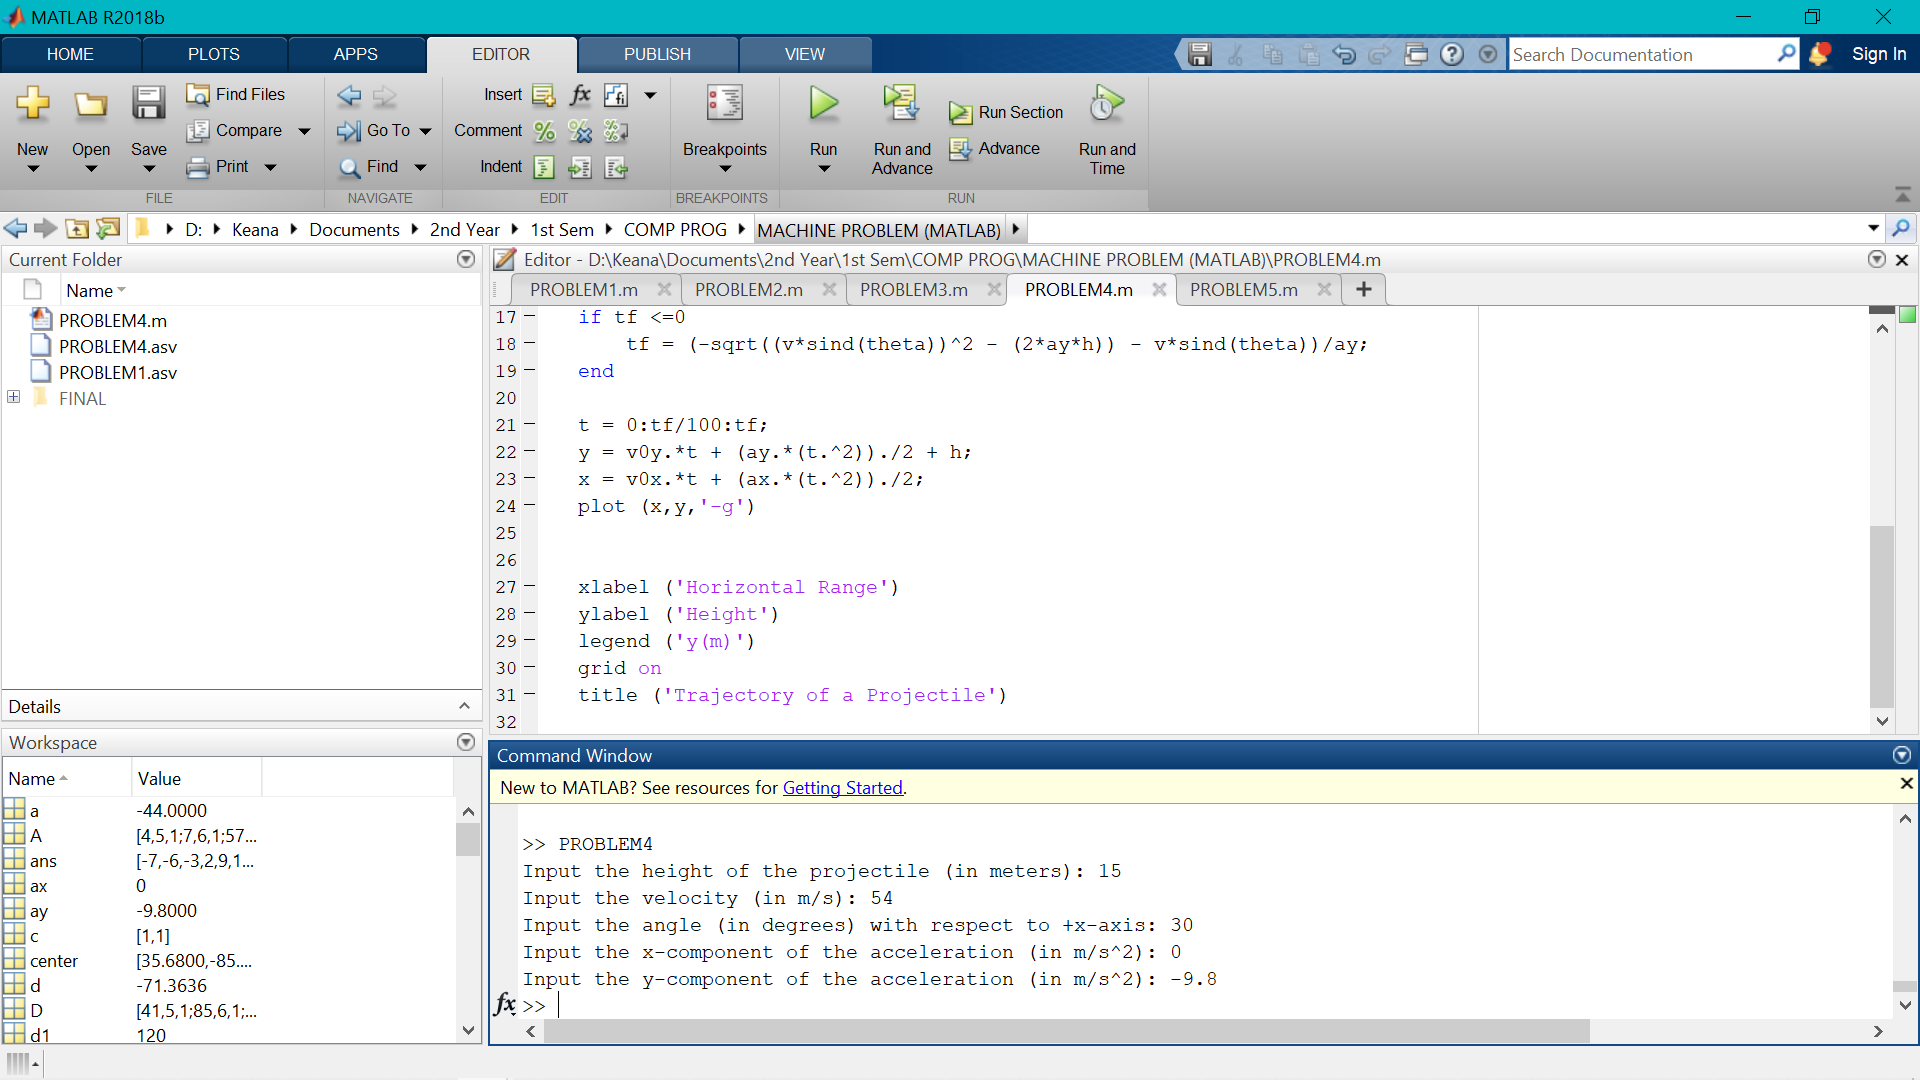 MATLAB R2018b
HOME PLOTS APPS EDITOR PUBLISH VIEW Search Documentation Sign In
New Open Save Find Files Compare Print
FILE
Go To Find
NAVIGATE
Insert fx fi
Comment
Indent
EDIT
Breakpoints
BREAKPOINTS
Run Run and Advance Run Section Advance Run and Time
RUN
D: Keana Documents 2nd Year 1st Sem COMP PROG MACHINE PROBLEM (MATLAB)
Current Folder
Name
PROBLEM4.m
PROBLEM4.asv
PROBLEM1.asv
FINAL
Details
Workspace
Name Value
a -44.0000
A [4,5,1;7,6,1;57...
ans [-7,-6,-3,2,9,1...
ax 0
ay -9.8000
c [1,1]
center [35.6800,-85....
d -71.3636
D [41,5,1;85,6,1;...
d1 120
Editor - D:\Keana\Documents\2nd Year\1st Sem\COMP PROG\MACHINE PROBLEM (MATLAB)\PROBLEM4.m
PROBLEM1.m PROBLEM2.m PROBLEM3.m PROBLEM4.m PROBLEM5.m
17 if tf <=0
18 tf = (-sqrt((v*sind(theta))^2 - (2*ay*h)) - v*sind(theta))/ay;
19 end
20
21 t = 0:tf/100:tf;
22 y = v0y.*t + (ay.*(t.^2))./2 + h;
23 x = v0x.*t + (ax.*(t.^2))./2;
24 plot (x,y,'-g')
25
26
27 xlabel ('Horizontal Range')
28 ylabel ('Height')
29 legend ('y(m)')
30 grid on
31 title ('Trajectory of a Projectile')
32
Command Window
New to MATLAB? See resources for Getting Started.
>> PROBLEM4
Input the height of the projectile (in meters): 15
Input the velocity (in m/s): 54
Input the angle (in degrees) with respect to +x-axis: 30
Input the x-component of the acceleration (in m/s^2): 0
Input the y-component of the acceleration (in m/s^2): -9.8
fx >>